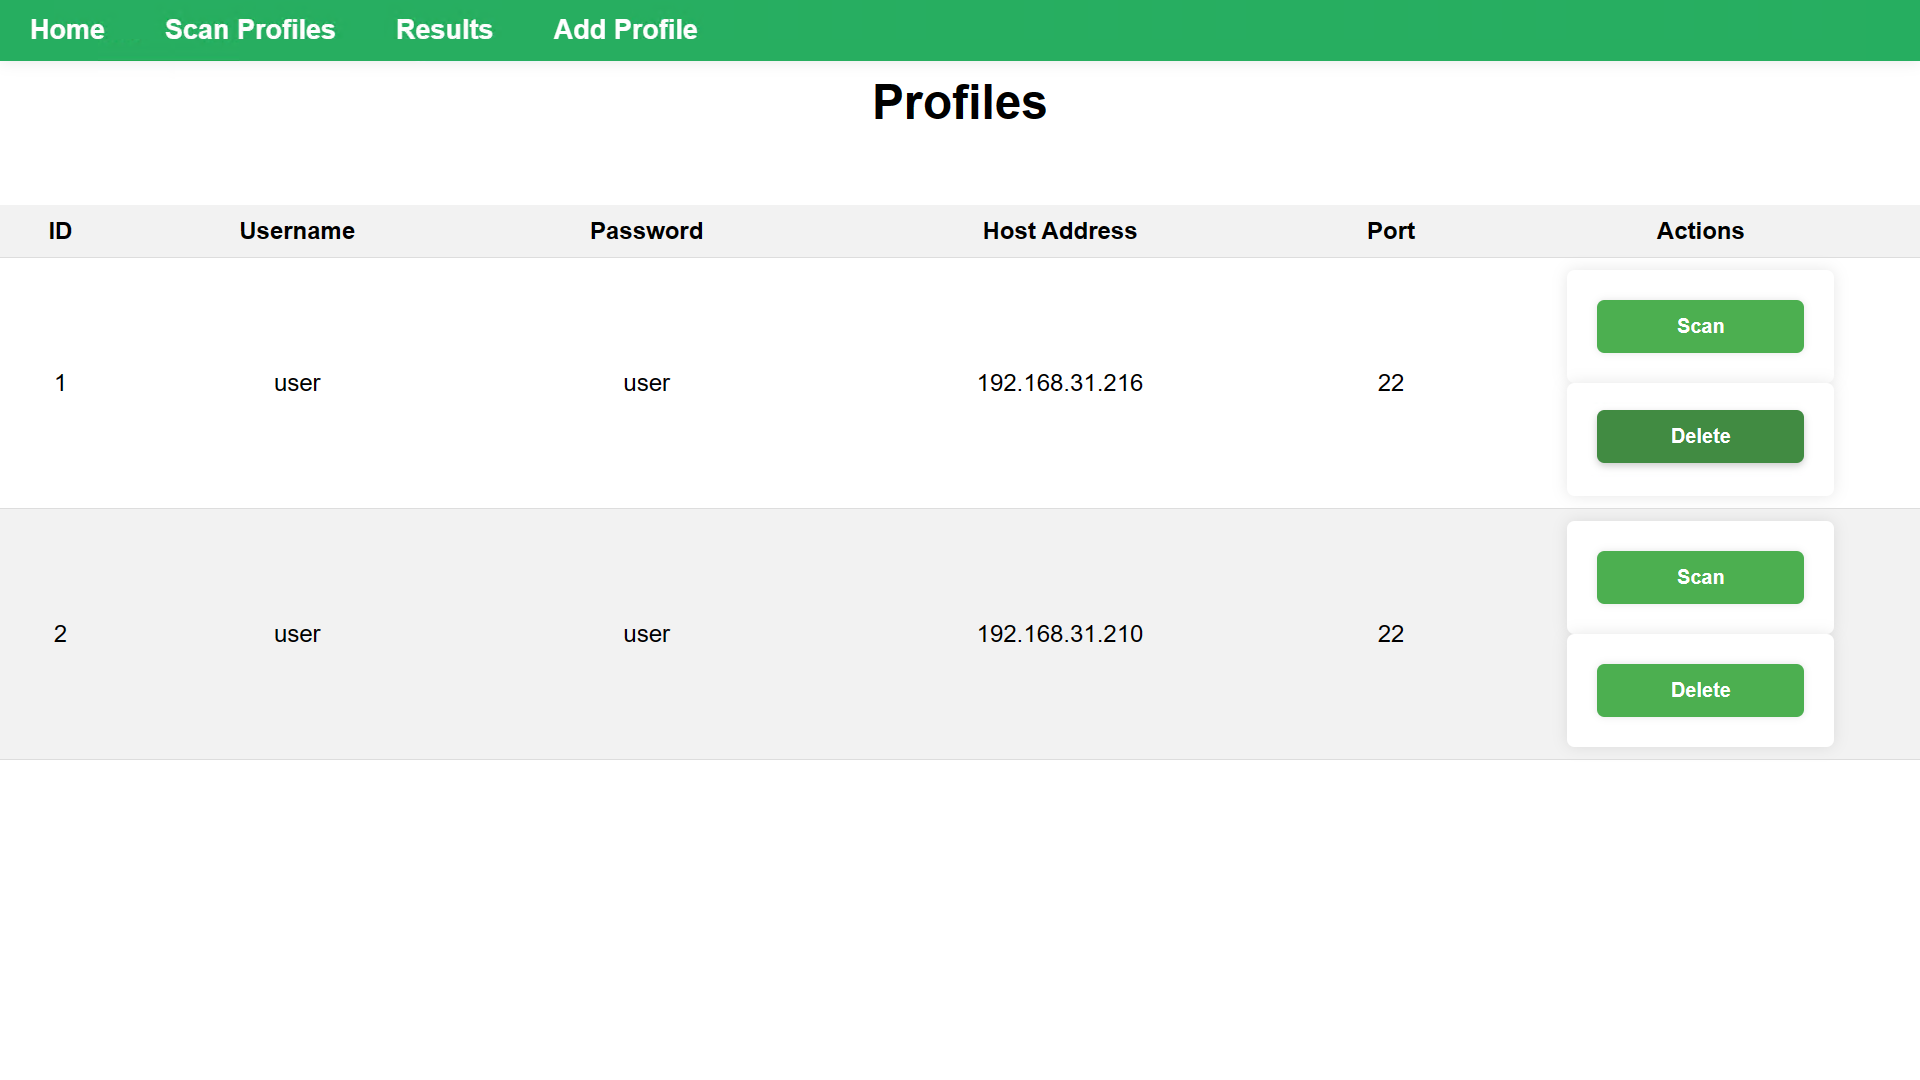 Home Scan Profiles Results Add Profile
Profiles
ID Username Password Host Address Port Actions
Scan
1 user user 192.168.31.216 22
Delete
Scan
2 user user 192.168.31.210 22
Delete